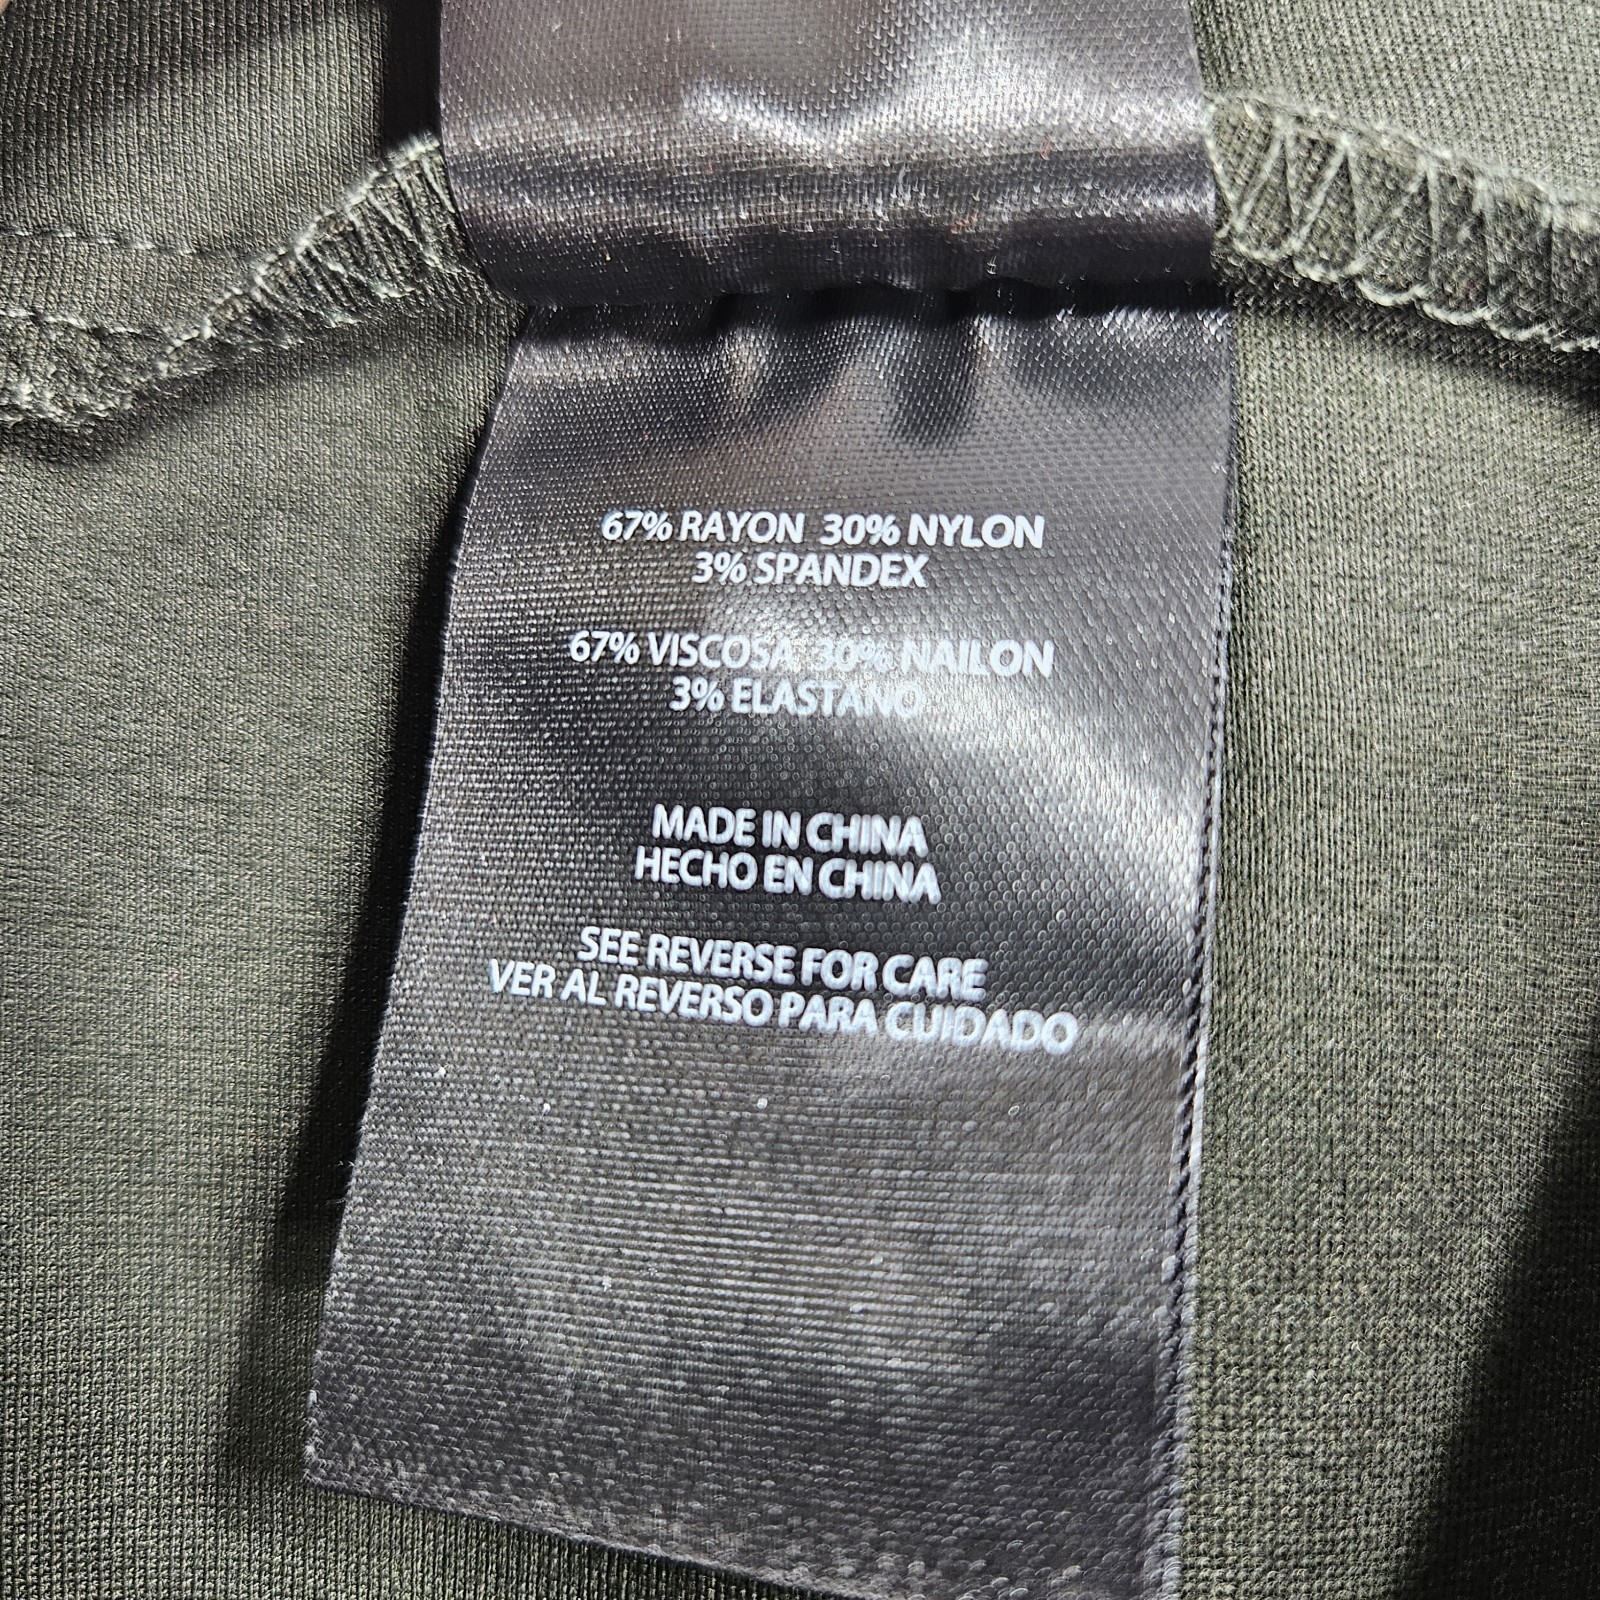 67% RAYON 30% NYLON
3% SPANDEX
67% VISCOSA 30% NAILON
3% ELASTANO
MADE IN CHINA
HECHO EN CHINA
SEE REVERSE FOR CARE
VER AL REVERSO PARA CUIDADO